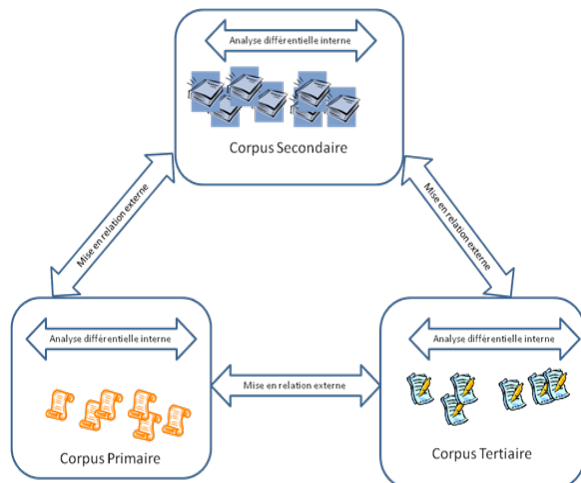 Analyse différentielle interne
Corpus Secondaire
Mise en relation externe
Mise en relation externe
Analyse différentielle interne
Analyse différentielle interne
Mise en relation externe
Corpus Primaire
Corpus Tertiaire